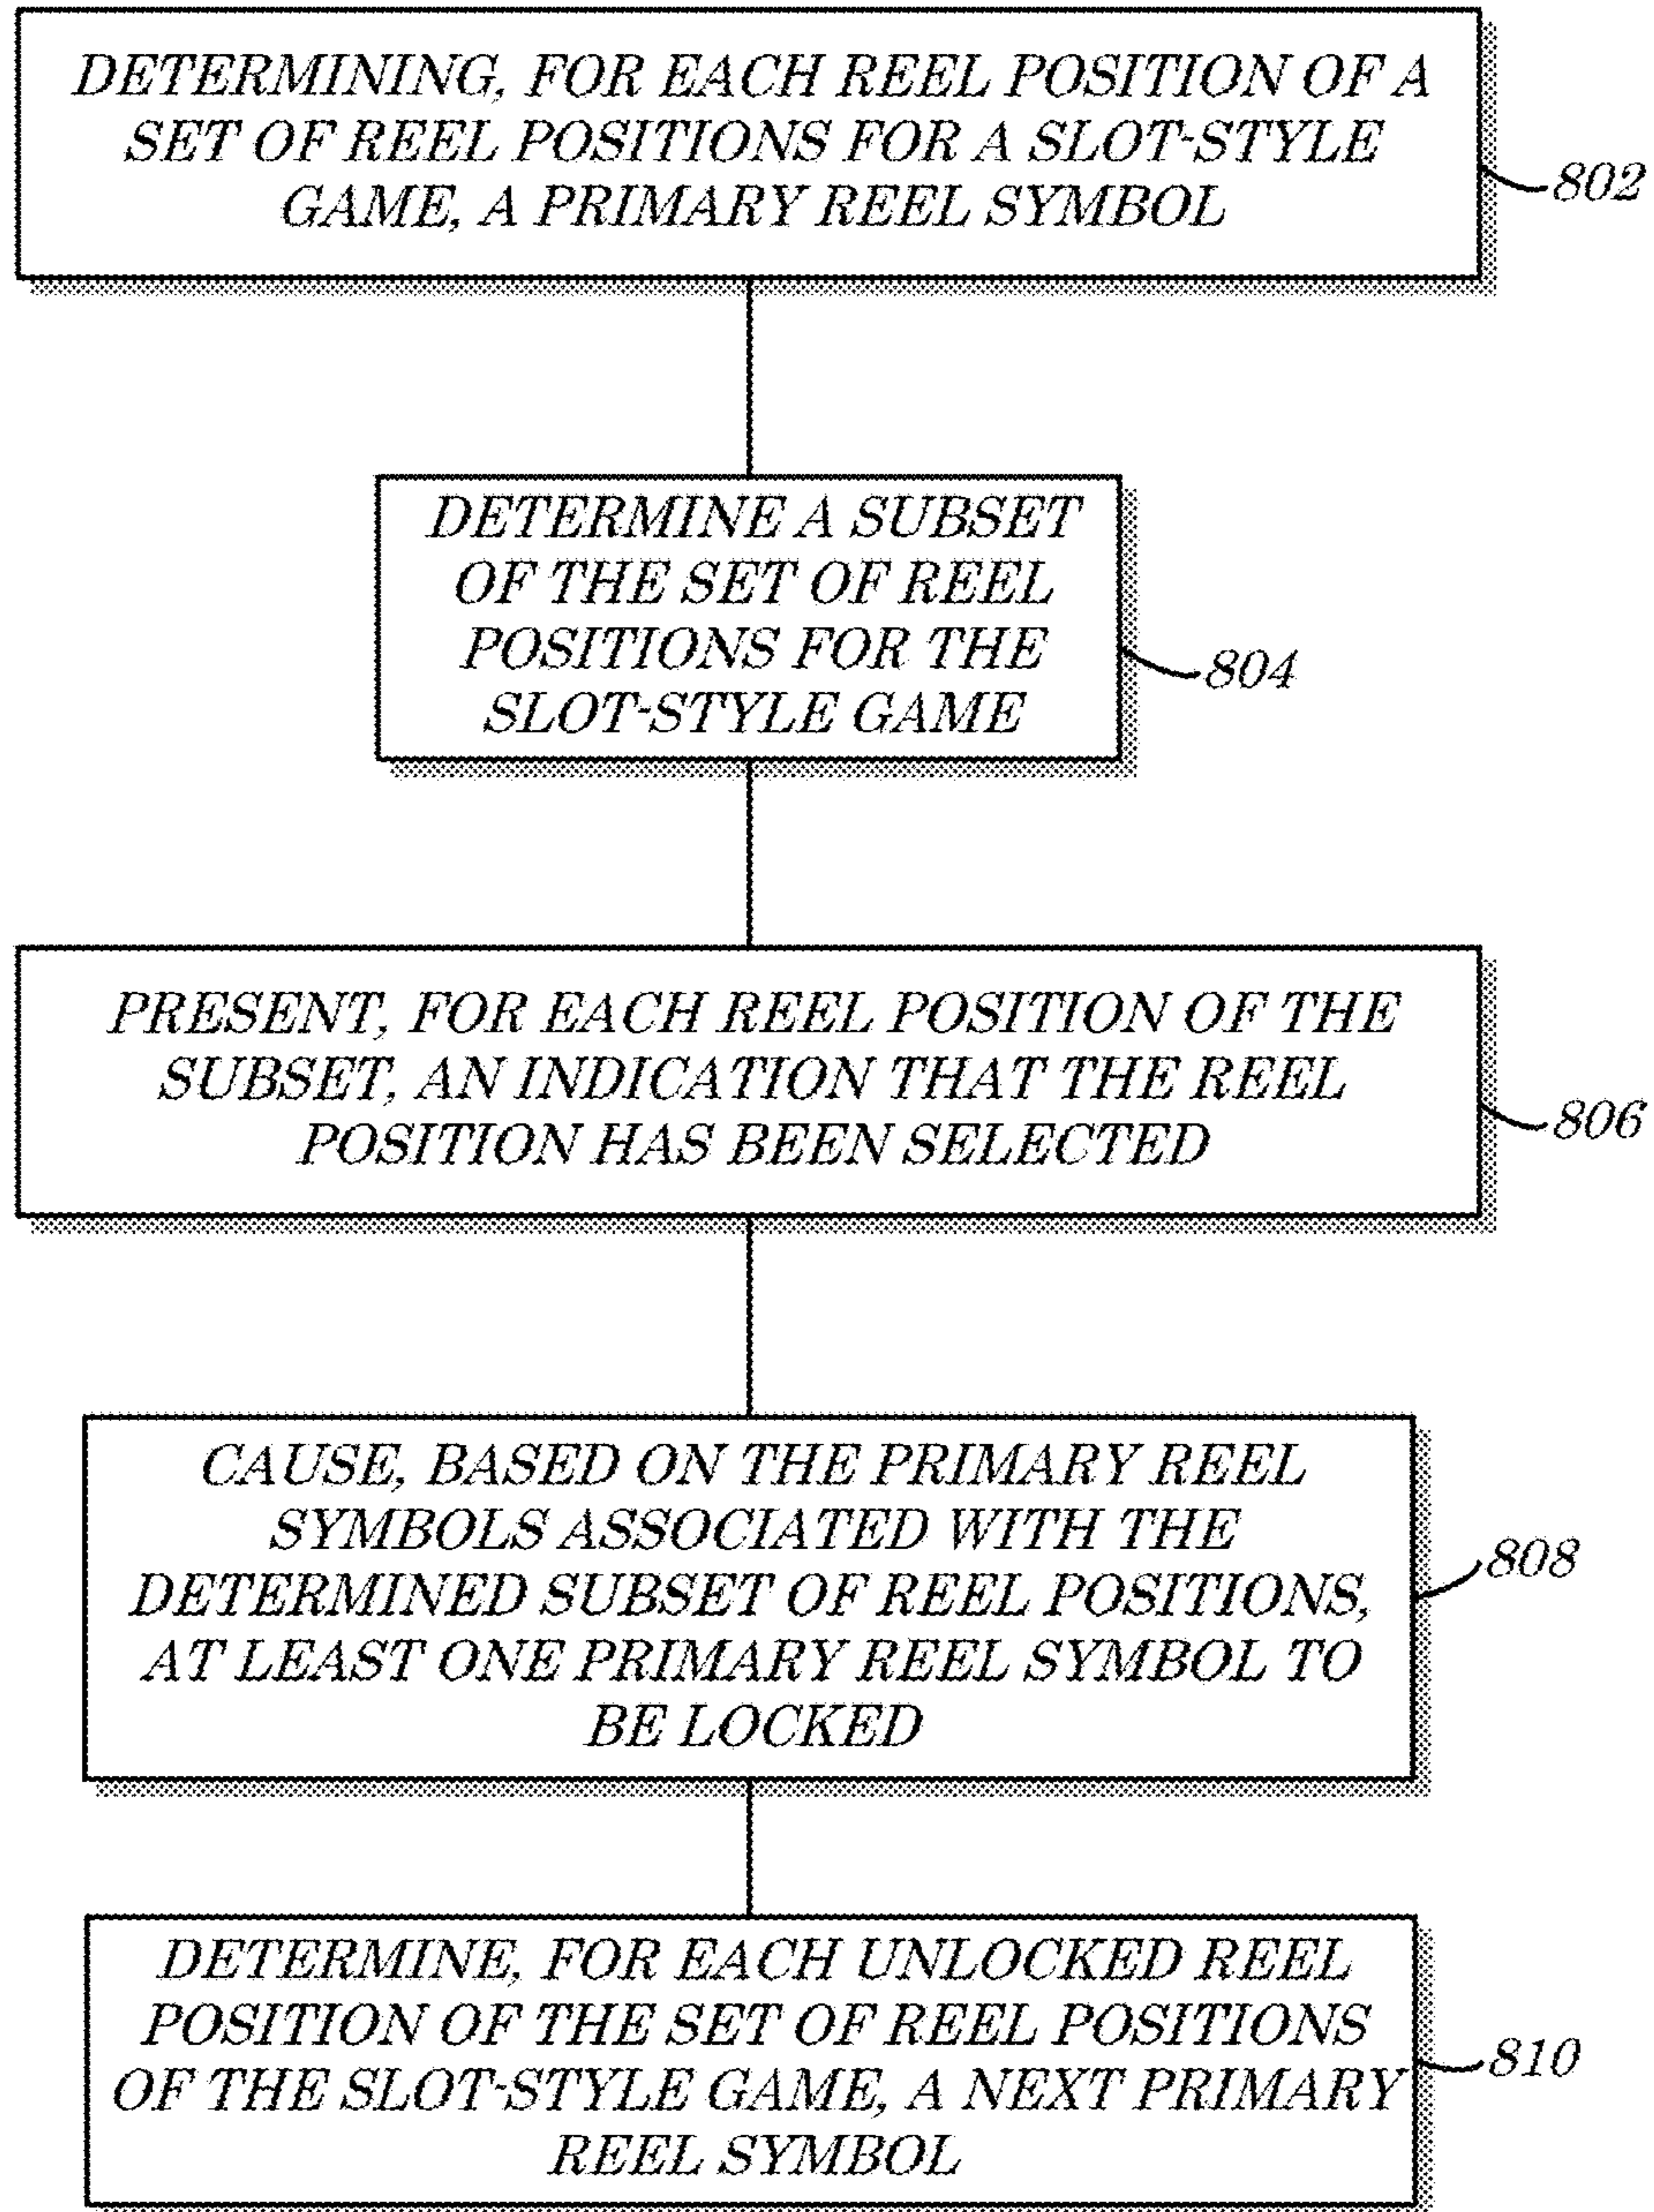 DETERMINING, FOR EACH REEL POSITION OF A
SET OF REEL POSITIONS FOR A SLOT-STYLE
GAME, A PRIMARY REEL SYMBOL
802
DETERMINE A SUBSET
OF THE SET OF REEL
POSITIONS FOR THE
SLOT-STYLE GAME
804
PRESENT, FOR EACH REEL POSITION OF THE
SUBSET, AN INDICATION THAT THE REEL
POSITION HAS BEEN SELECTED
806
CAUSE, BASED ON THE PRIMARY REEL
SYMBOLS ASSOCIATED WITH THE
DETERMINED SUBSET OF REEL POSITIONS,
AT LEAST ONE PRIMARY REEL SYMBOL TO
BE LOCKED
808
DETERMINE, FOR EACH UNLOCKED REEL
POSITION OF THE SET OF REEL POSITIONS
OF THE SLOT-STYLE GAME, A NEXT PRIMARY
REEL SYMBOL
810